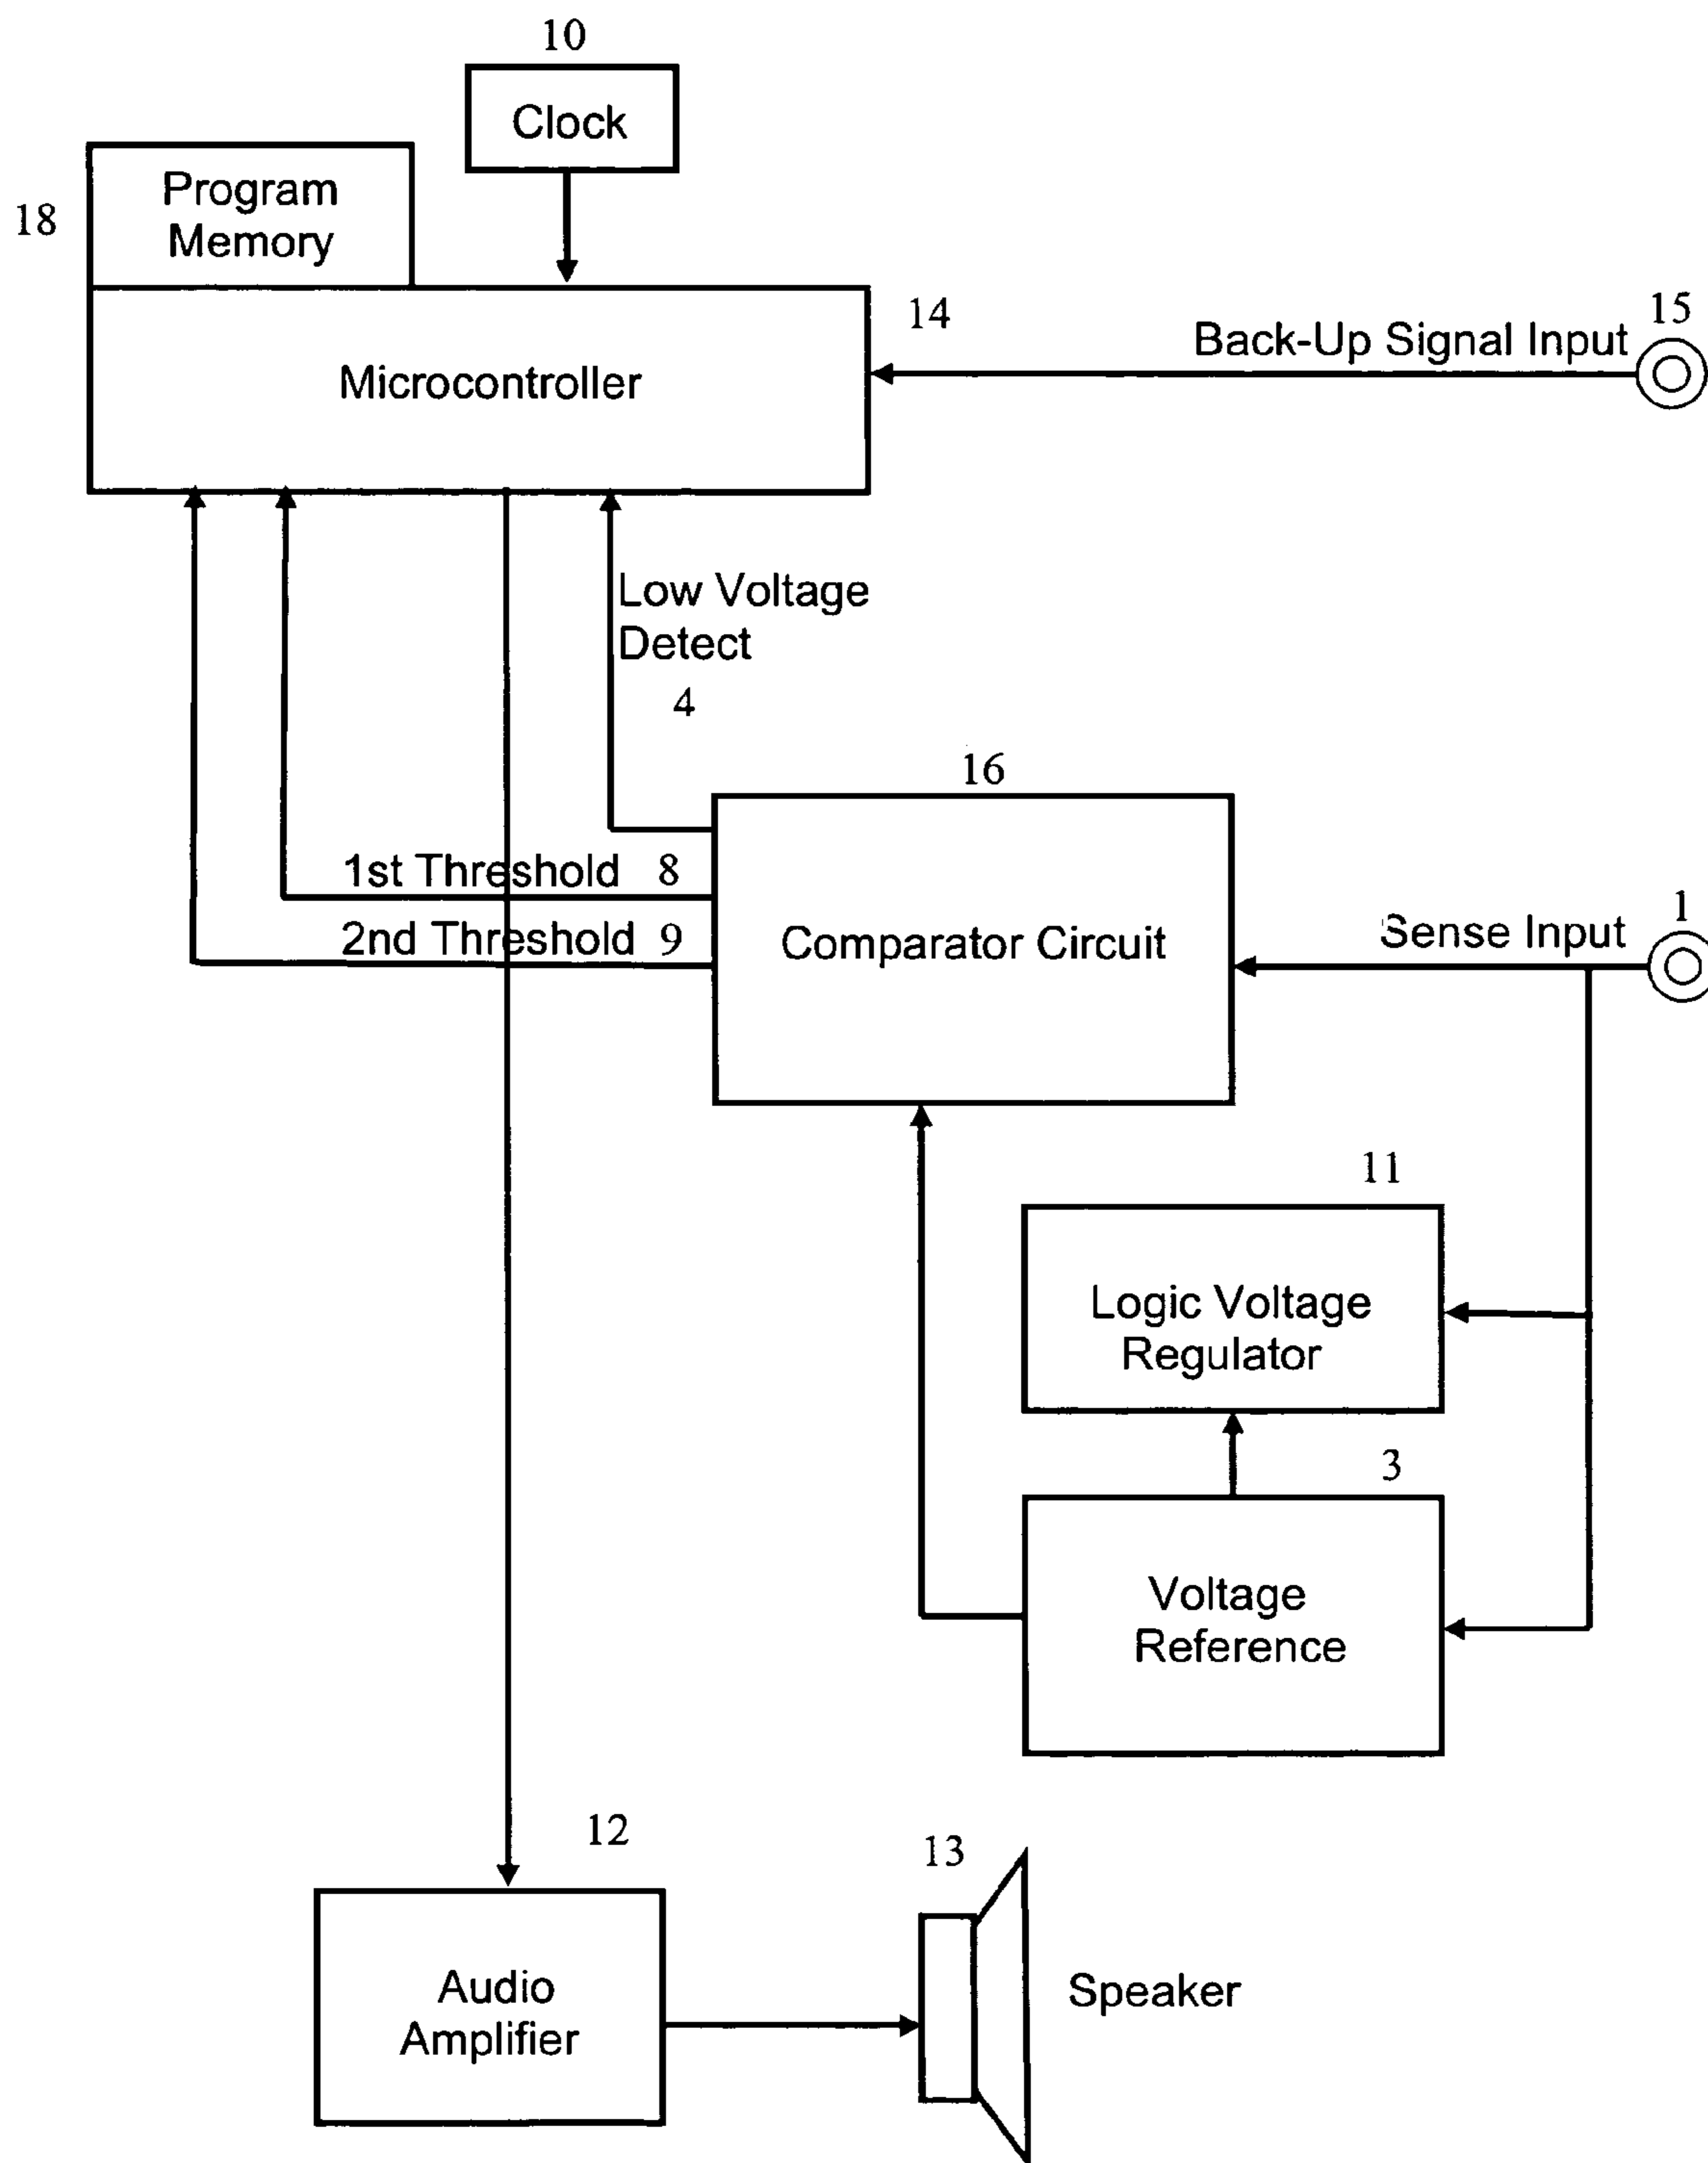 10
Clock
18
Program
Memory
14
Microcontroller
Back-Up Signal Input
15
Low Voltage
Detect
4
16
1st Threshold 8
2nd Threshold 9
Comparator Circuit
Sense Input
1
11
Logic Voltage
Regulator
3
Voltage
Reference
12
13
Audio
Amplifier
Speaker